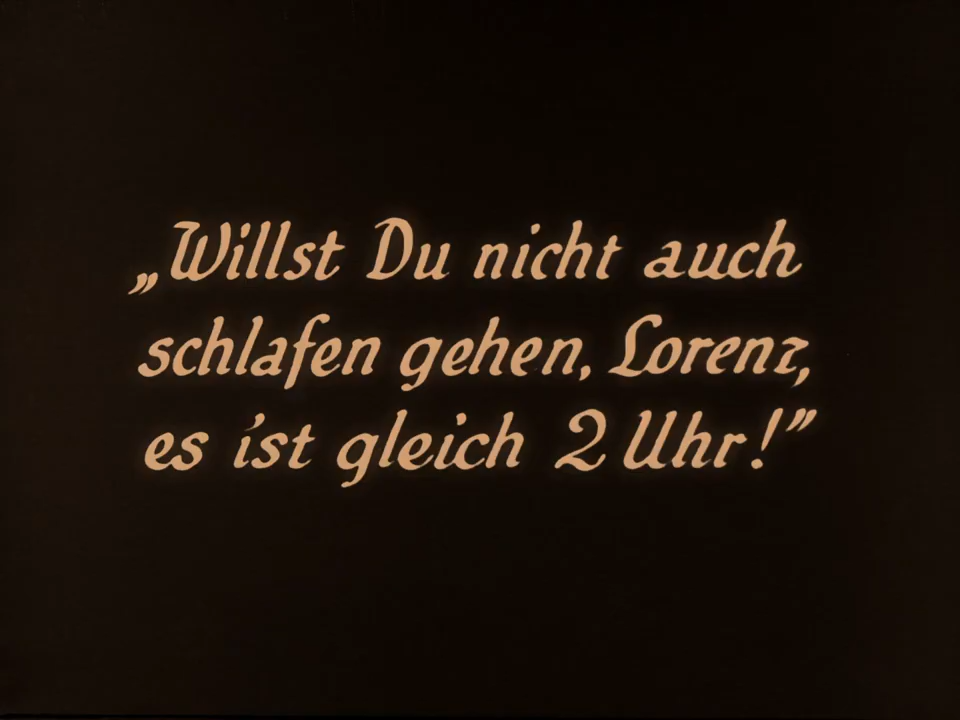 „Willst Du nicht auch
schlafen gehen, Lorenz,
es ist gleich 2 Uhr!”